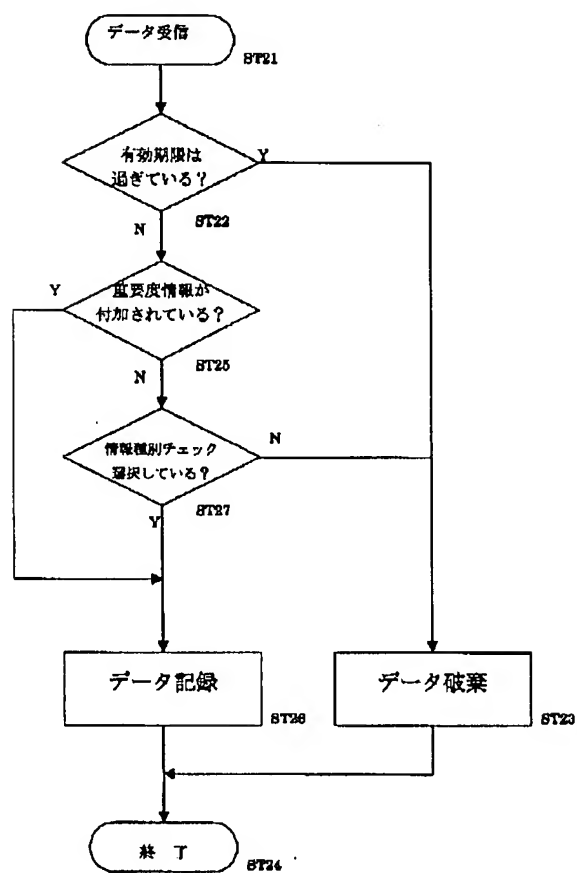 データ受信
ST21
有効期限は
過ぎている?
Y
N
ST22
Y
重要度情報が
付加されている?
ST25
N
情報種別チェック
選択している?
N
ST27
Y
データ記録
ST26
データ破棄
ST23
終 了
ST24